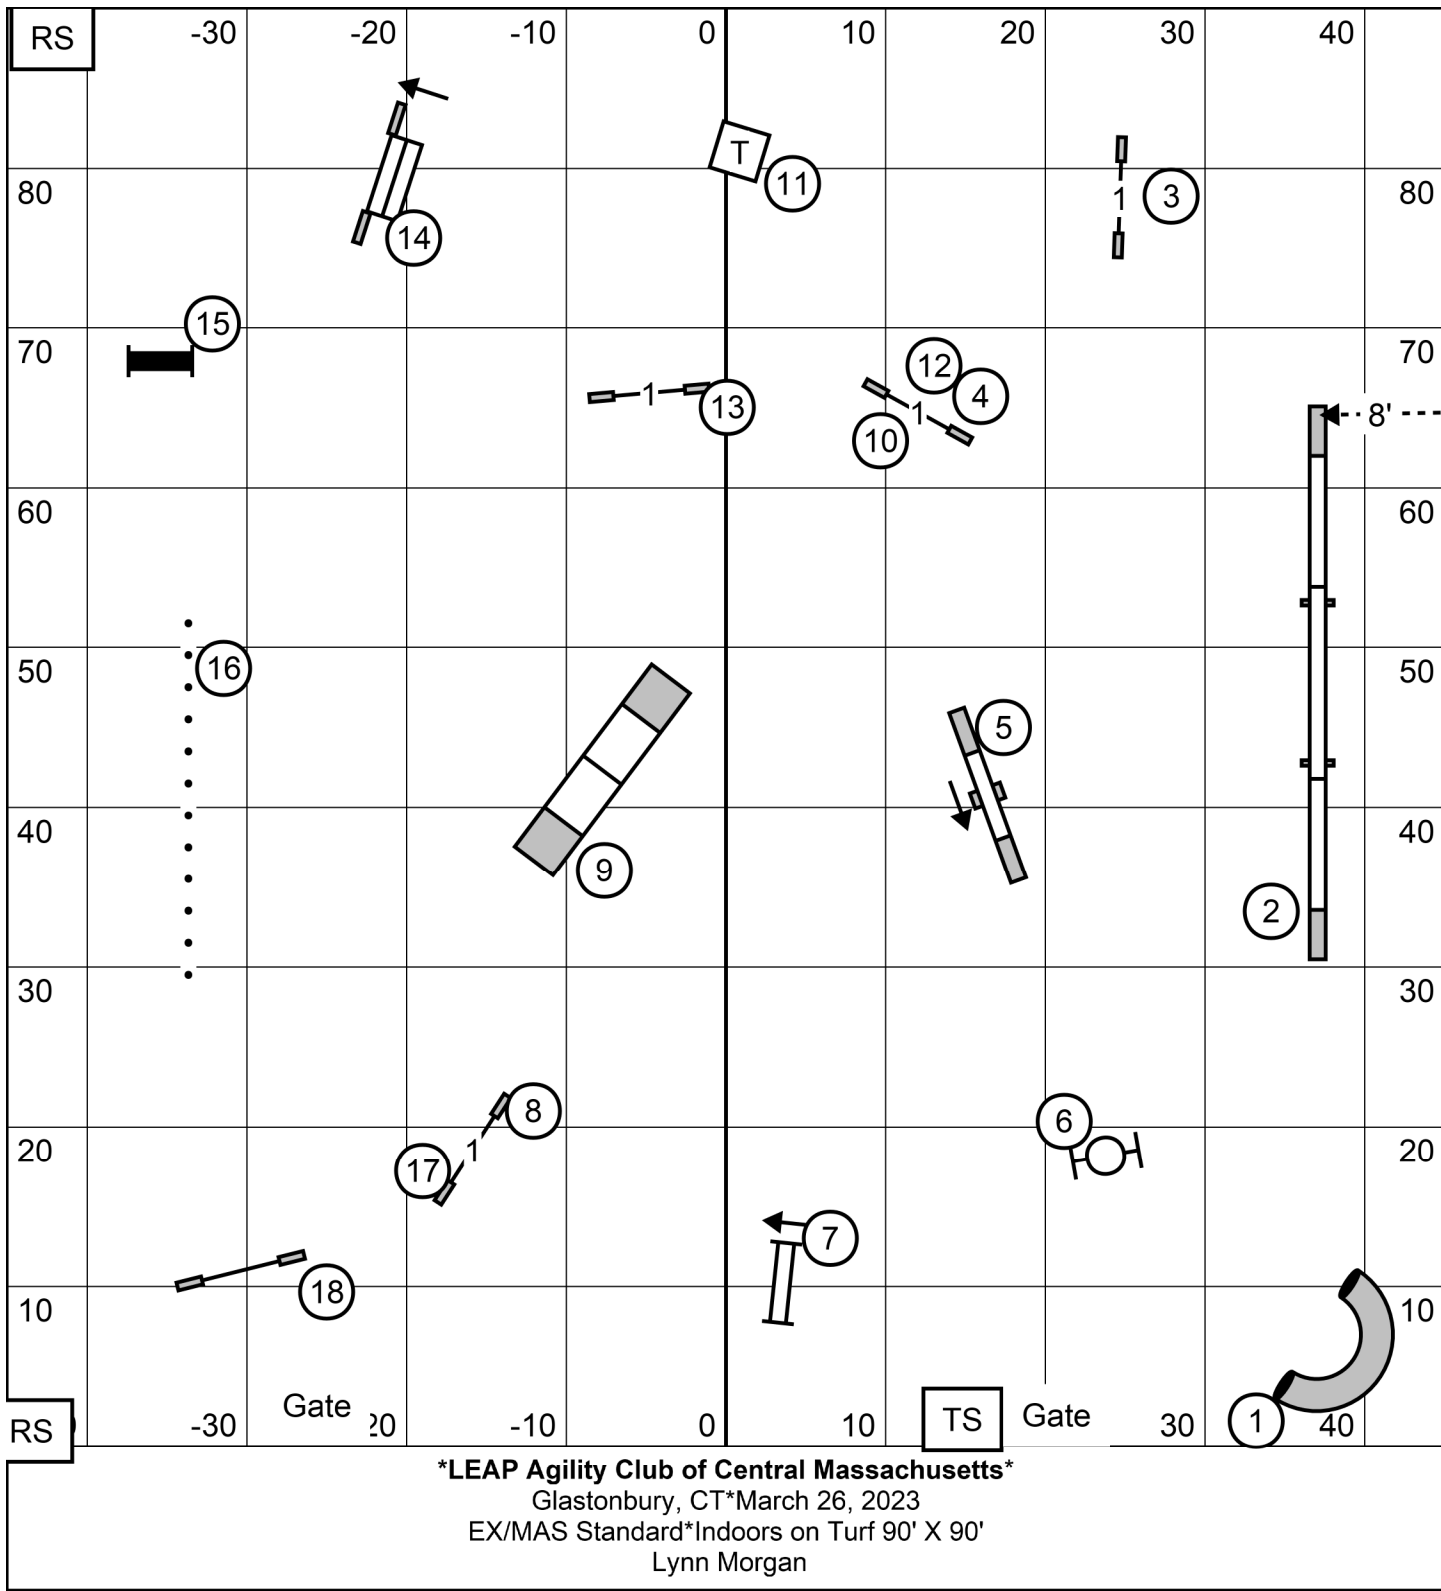 RS -30 -20 -10 0 10 20 30 40
T
11
80 1 3 80
14
15
70 12 70
1 13 1 4 8'
10
60 60
50 16 50
5
40 40
9
2
30 30
8 6
20 17 1 20
7
18
10 10
Gate
RS -30 20 -10 0 10 TS Gate 30 1 40
*LEAP Agility Club of Central Massachusetts*
Glastonbury, CT*March 26, 2023
EX/MAS Standard*Indoors on Turf 90' X 90'
Lynn Morgan